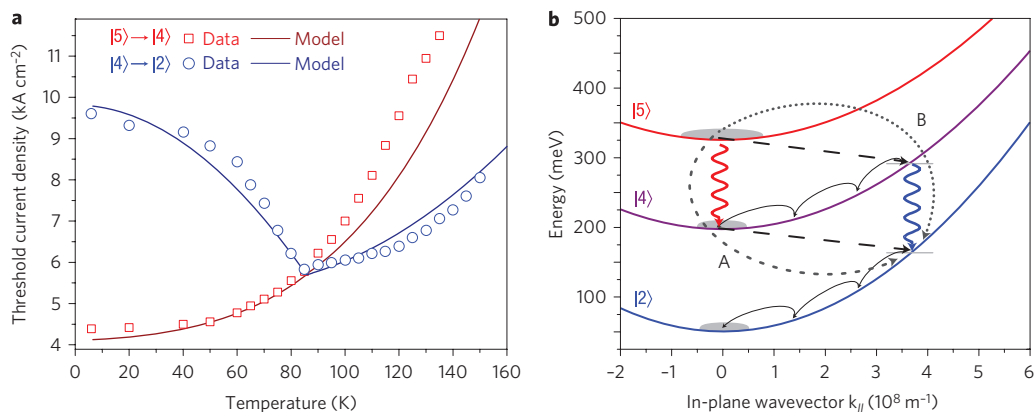 a
|5⟩→|4⟩ Data Model
|4⟩→|2⟩ Data Model
11
10
9
8
7
6
5
4
Threshold current density (kA cm⁻²)
0 20 40 60 80 100 120 140 160
Temperature (K)
b
500
400
300
200
100
Energy (meV)
|5⟩
|4⟩
|2⟩
A
B
-2 -1 0 1 2 3 4 5 6
In-plane wavevector k// (10⁸ m⁻¹)